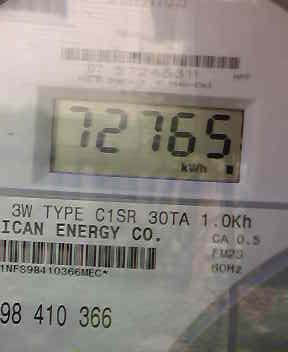 72765
kWh
3W TYPE C1SR 30TA 1.0Kh
ICAN ENERGY CO.
CA 0.5
FM2S
60Hz
1NFS98410366MEC*
98 410 366